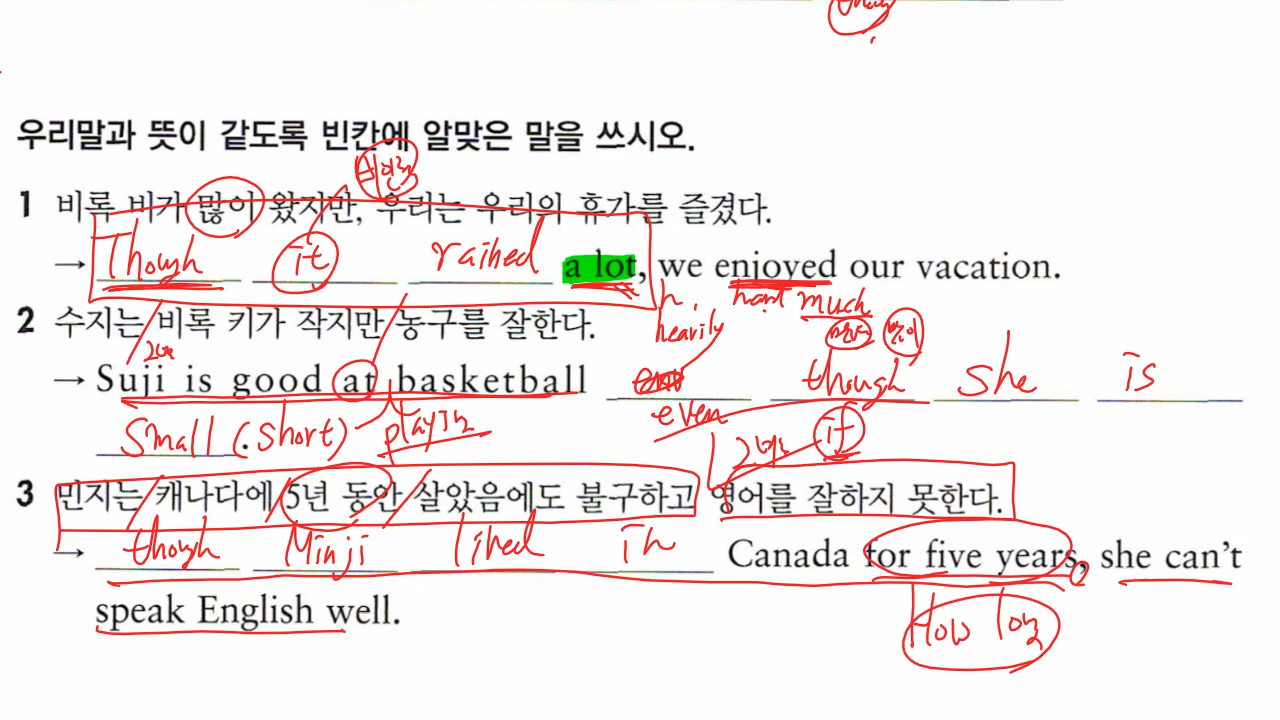 우리말과 뜻이 같도록 빈칸에 알맞은 말을 쓰시오.
비인칭
1 비록 비가 많이 왔지만, 우리는 우리의 휴가를 즐겼다.
→ Though it rained a lot, we enjoyed our vacation.
h. hard much
heavily
2 수지는 비록 키가 작지만 농구를 잘한다.
→ Suji is good at basketball even though she is
small (short) playing if
3 민지는 캐나다에 5년 동안 살았음에도 불구하고 영어를 잘하지 못한다.
→ though Minji lived in Canada for five years, she can't
speak English well.
How long